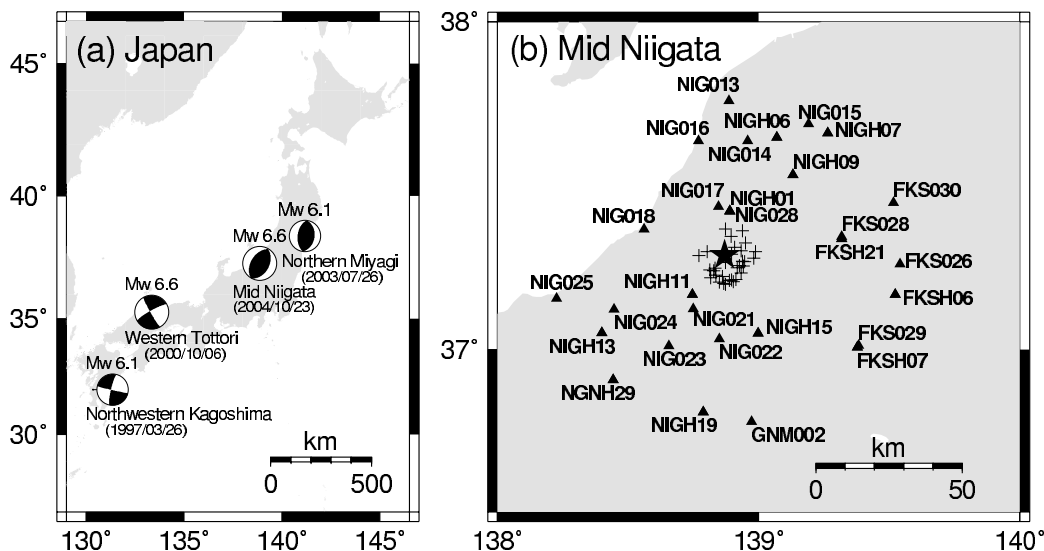 (a) Japan
45°
40°
35°
30°
130°
135°
140°
145°
Mw 6.1
Northern Miyagi
(2003/07/26)
Mw 6.6
Mid Niigata
(2004/10/23)
Mw 6.6
Western Tottori
(2000/10/06)
Mw 6.1
Northwestern Kagoshima
(1997/03/26)
km
0
500
(b) Mid Niigata
38°
37°
138°
139°
140°
NIG013
NIG015
NIGH06
NIGH07
NIG016
NIG014
NIGH09
NIG017
NIGH01
FKS030
NIG018
NIG028
FKS028
FKSH21
FKS026
NIG025
NIGH11
FKSH06
NIG024
NIG021
NIGH15
FKS029
NIGH13
NIG023
NIG022
FKSH07
NGNH29
NIGH19
GNM002
km
0
50